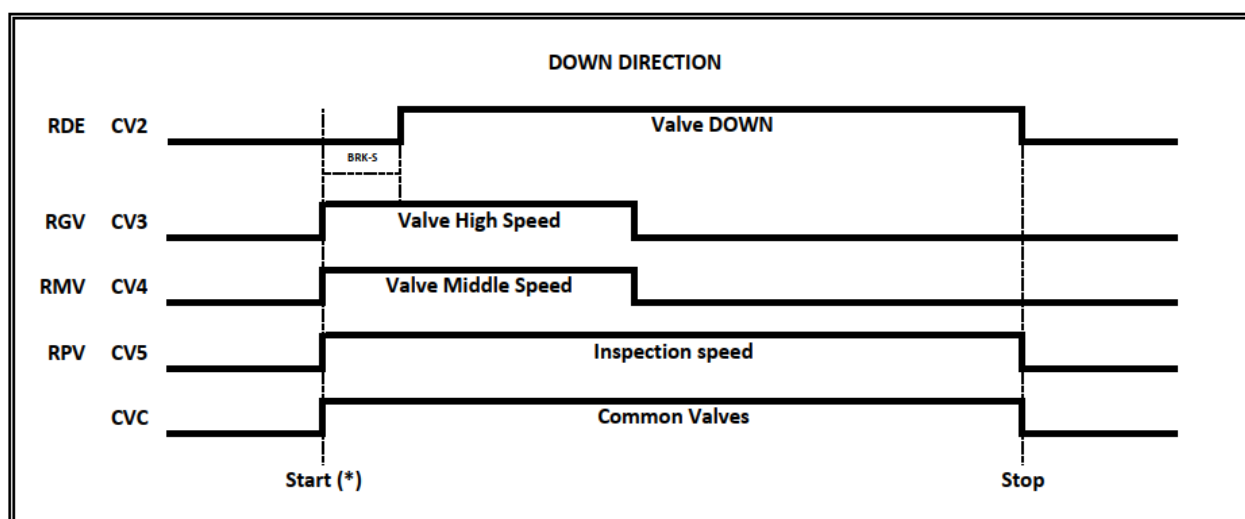 DOWN DIRECTION
RDE CV2 Valve DOWN
BRK-S
RGV CV3 Valve High Speed
RMV CV4 Valve Middle Speed
RPV CV5 Inspection speed
CVC Common Valves
Start (*) Stop